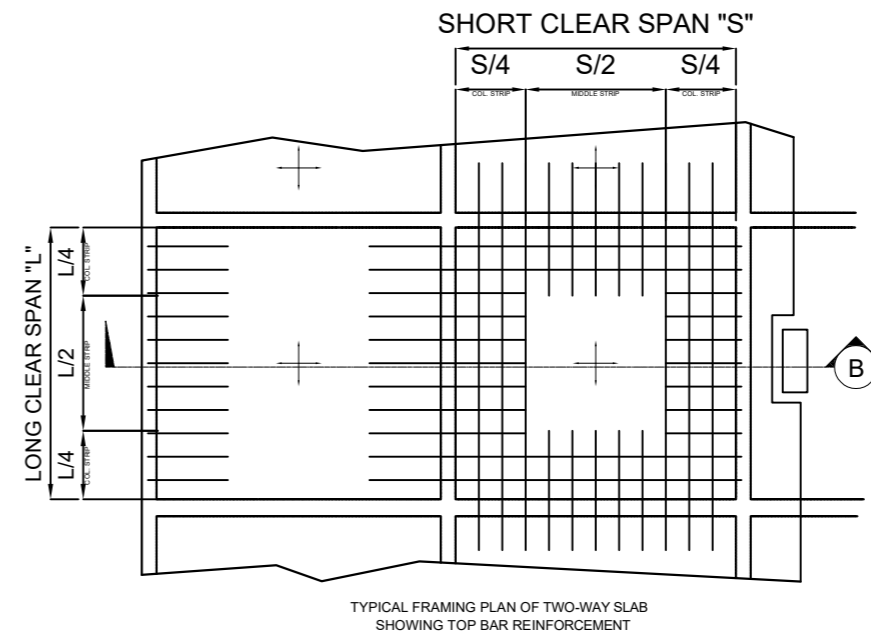 SHORT CLEAR SPAN "S"
S/4 S/2 S/4
COL. STRIP MIDDLE STRIP COL. STRIP
LONG CLEAR SPAN "L"
L/4
COL. STRIP
L/2
MIDDLE STRIP
L/4
COL. STRIP
B
TYPICAL FRAMING PLAN OF TWO-WAY SLAB
SHOWING TOP BAR REINFORCEMENT